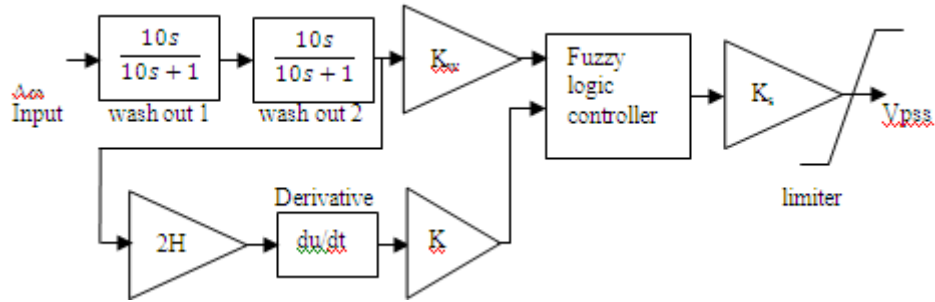 Δω
Input
10s
10s + 1
wash out 1
10s
10s + 1
wash out 2
Fuzzy
logic
controller
Kₛ
Vpss
limiter
2H
Derivative
du/dt
K